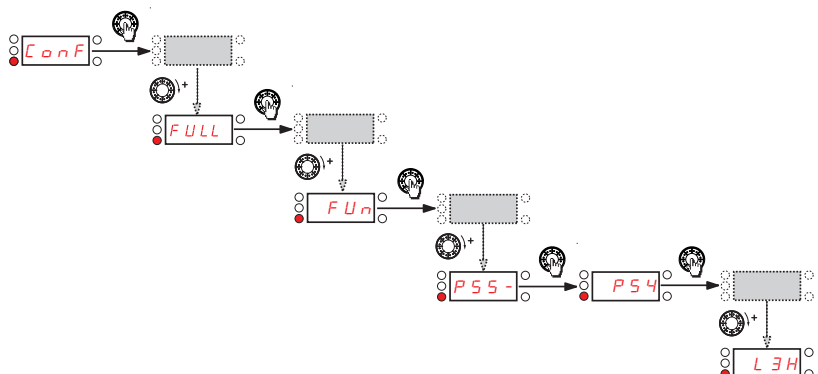 ConF
+
FULL
+
FUn
+
PSS-
PS4
+
L3H